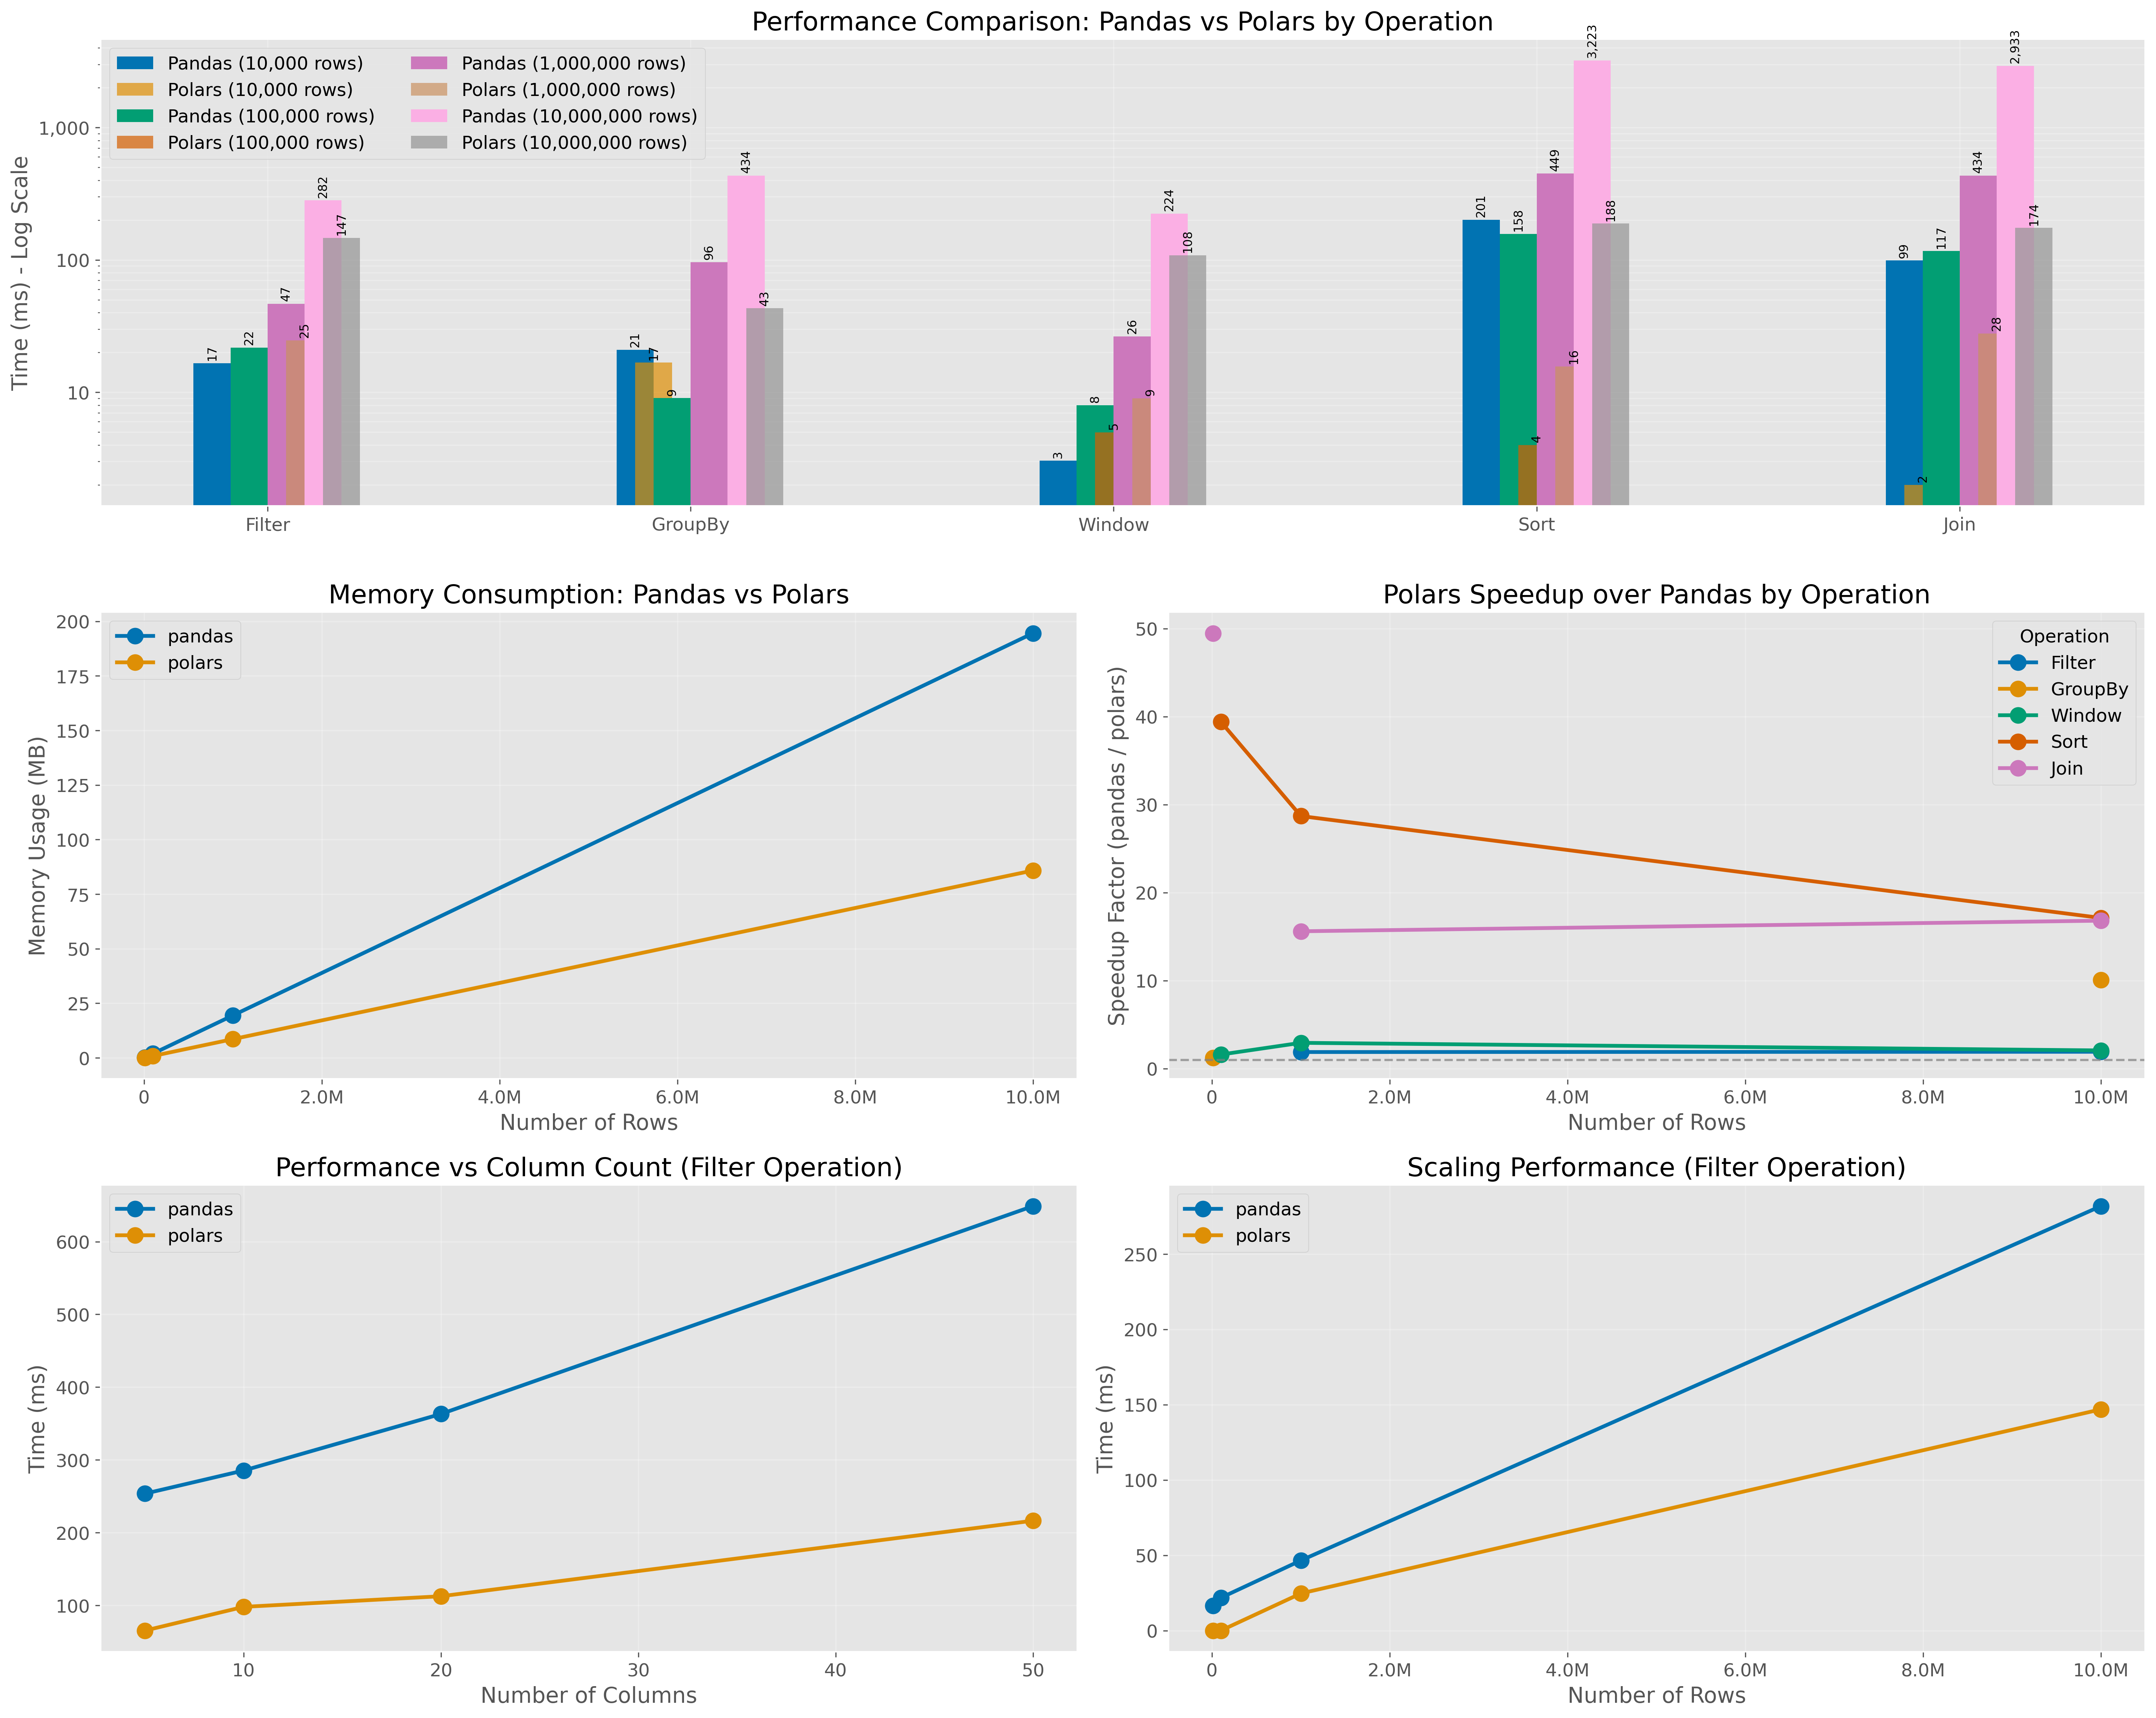 Performance Comparison: Pandas vs Polars by Operation
Time (ms) - Log Scale
1,000
100
10
Pandas (10,000 rows)
Polars (10,000 rows)
Pandas (100,000 rows)
Polars (100,000 rows)
Pandas (1,000,000 rows)
Polars (1,000,000 rows)
Pandas (10,000,000 rows)
Polars (10,000,000 rows)
17
22
47
25
282
147
21
17
9
96
434
43
3
8
5
26
9
224
108
201
158
4
449
16
3,223
188
99
2
117
434
28
2,933
174
Filter
GroupBy
Window
Sort
Join
Memory Consumption: Pandas vs Polars
Memory Usage (MB)
200
175
150
125
100
75
50
25
0
pandas
polars
0
2.0M
4.0M
6.0M
8.0M
10.0M
Number of Rows
Polars Speedup over Pandas by Operation
Speedup Factor (pandas / polars)
50
40
30
20
10
0
Operation
Filter
GroupBy
Window
Sort
Join
0
2.0M
4.0M
6.0M
8.0M
10.0M
Number of Rows
Performance vs Column Count (Filter Operation)
Time (ms)
600
500
400
300
200
100
pandas
polars
10
20
30
40
50
Number of Columns
Scaling Performance (Filter Operation)
Time (ms)
250
200
150
100
50
0
pandas
polars
0
2.0M
4.0M
6.0M
8.0M
10.0M
Number of Rows